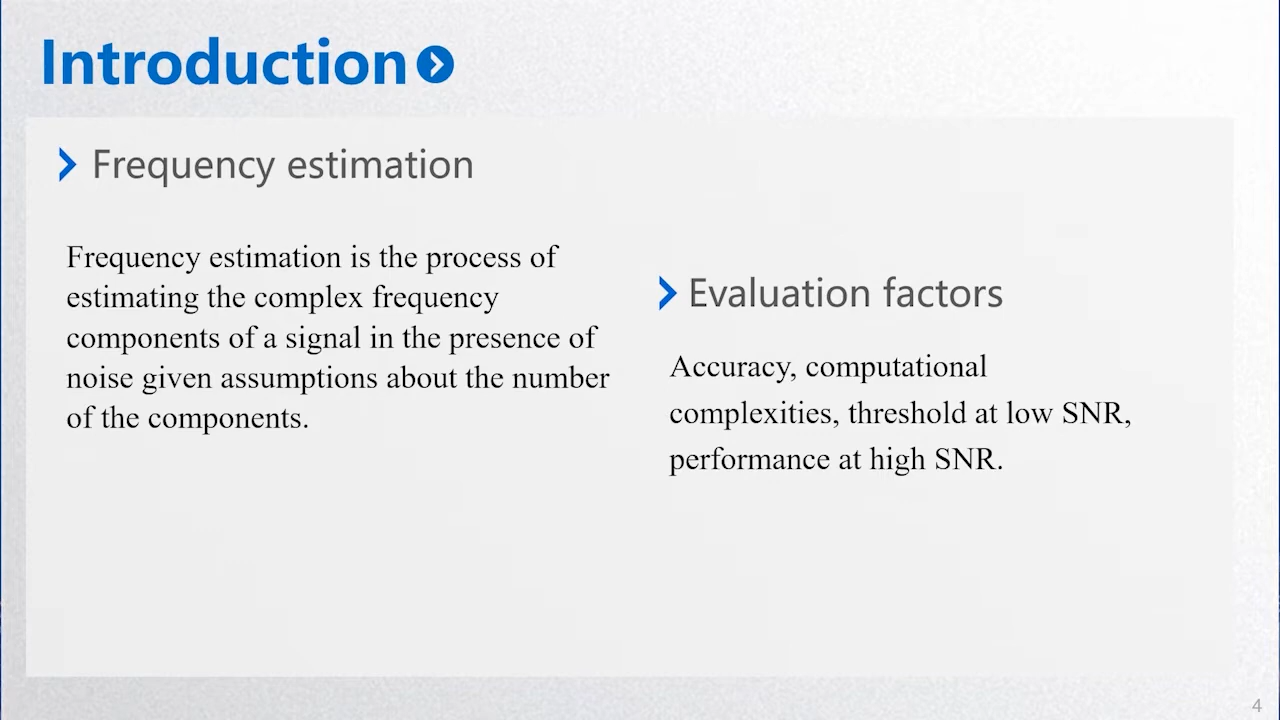 Introduction
Frequency estimation
Frequency estimation is the process of
estimating the complex frequency
components of a signal in the presence of
noise given assumptions about the number
of the components.
Evaluation factors
Accuracy, computational
complexities, threshold at low SNR,
performance at high SNR.
4